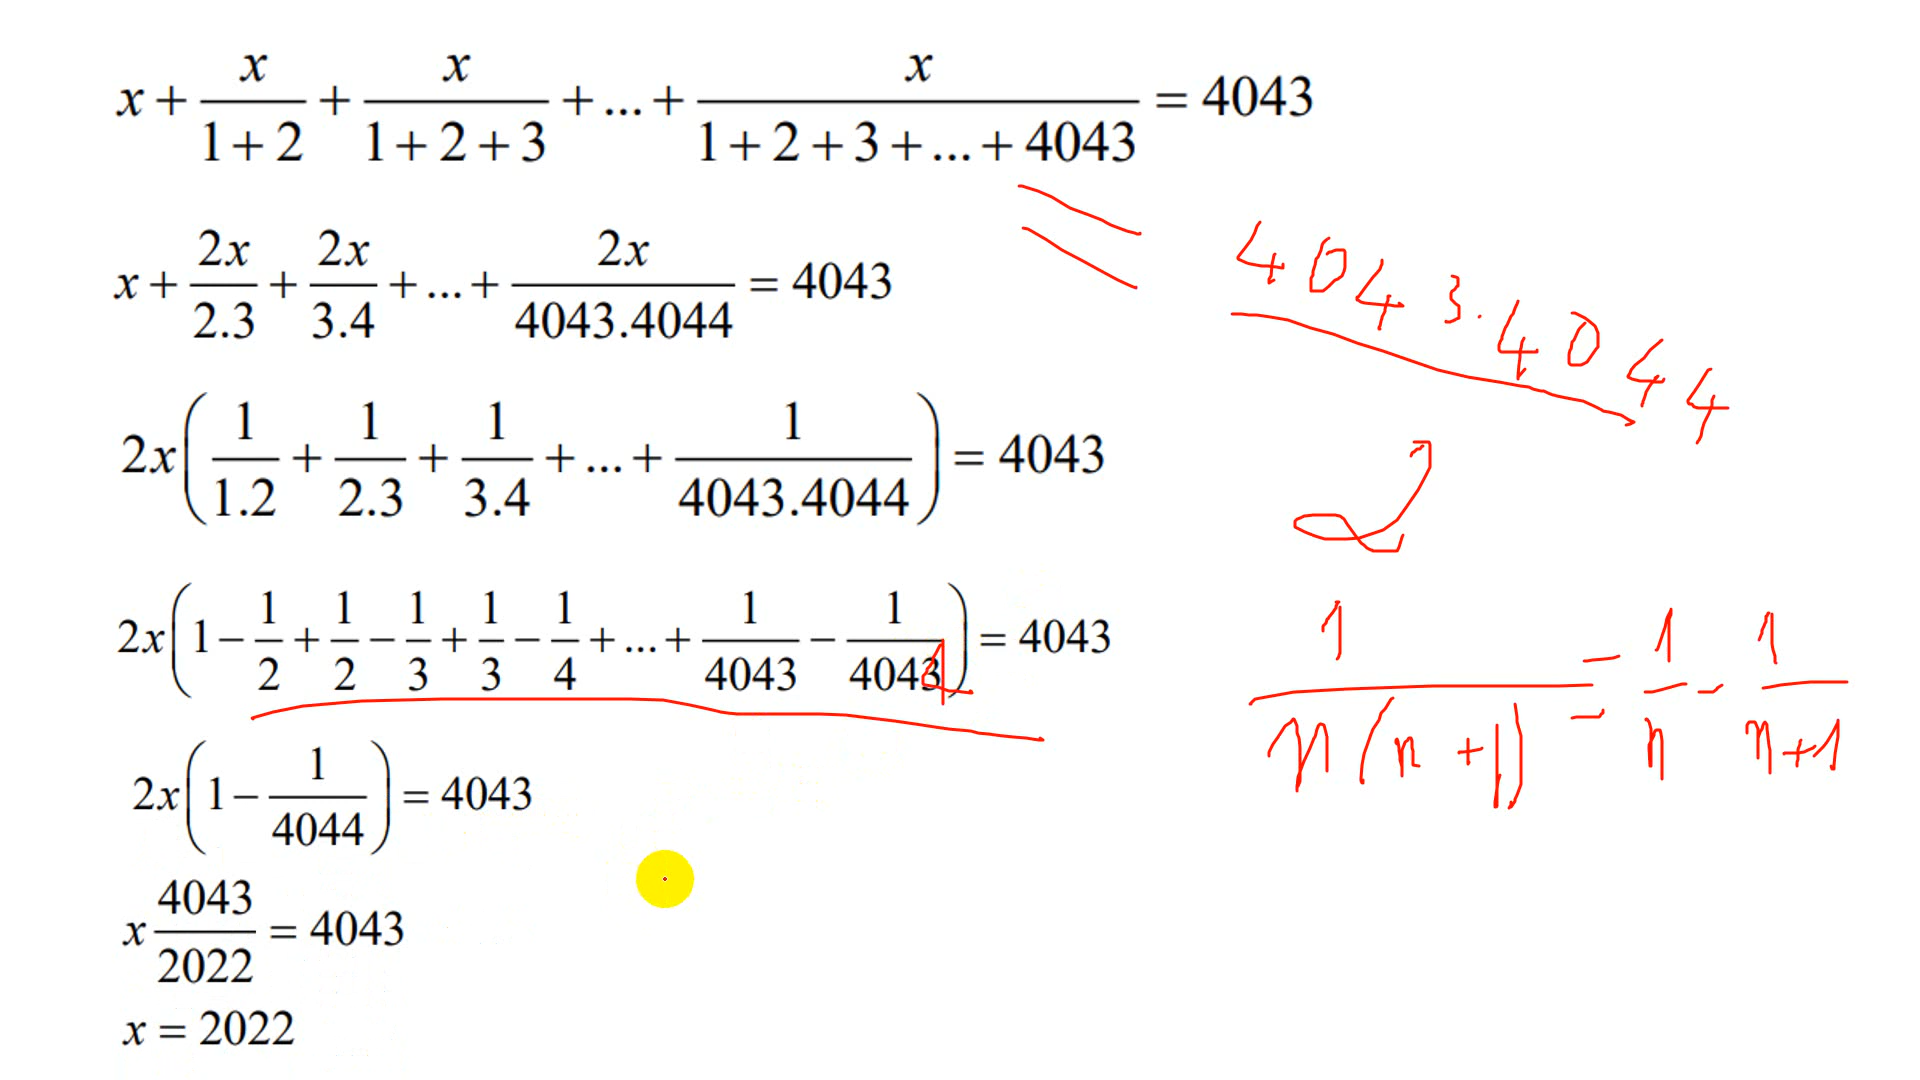 x + x/(1+2) + x/(1+2+3) + ... + x/(1+2+3+...+4043) = 4043
x + 2x/2.3 + 2x/3.4 + ... + 2x/4043.4044 = 4043
4043.4044
2x(1/1.2 + 1/2.3 + 1/3.4 + ... + 1/4043.4044) = 4043
2
2x(1 - 1/2 + 1/2 - 1/3 + 1/3 - 1/4 + ... + 1/4043 - 1/4044) = 4043
1/n(n+1) = 1/n - 1/(n+1)
2x(1 - 1/4044) = 4043
x 4043/2022 = 4043
x = 2022